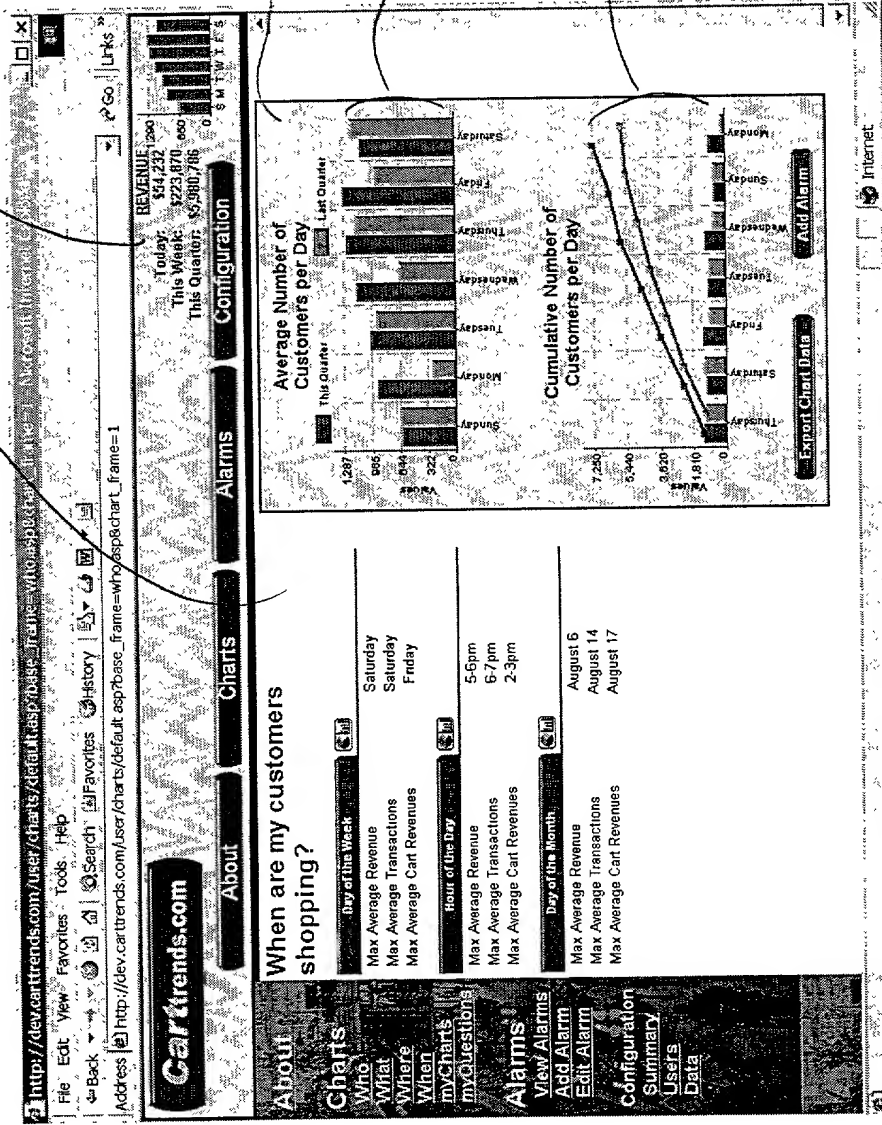 http://dev.carttrends.com/user/charts/default.asp?base_frame=who.asp&chart_frame=1 - Microsoft Internet
File Edit View Favorites Tools Help
Back Search Favorites History
Address http://dev.carttrends.com/user/charts/default.asp?base_frame=who.asp&chart_frame=1 Go Links »
Carttrends.com
REVENUE
Today: $54,232
This Week: $223,870
This Quarter: $5,980,786
1290
660
0
S M T W T F S
About Charts Alarms Configuration
About
Charts
Who
What
Where
When
myCharts
myQuestions
Alarms
View Alarms
Add Alarm
Edit Alarm
Configuration
Summary
Users
Data
When are my customers
shopping?
Day of the Week
Max Average Revenue Saturday
Max Average Transactions Saturday
Max Average Cart Revenues Friday
Hour of the Day
Max Average Revenue 5-6pm
Max Average Transactions 6-7pm
Max Average Cart Revenues 2-3pm
Day of the Month
Max Average Revenue August 6
Max Average Transactions August 14
Max Average Cart Revenues August 17
Average Number of
Customers per Day
This Quarter Last Quarter
Values
1,287
965
644
322
0
Sunday Monday Tuesday Wednesday Thursday Friday Saturday
Cumulative Number of
Customers per Day
Values
7,250
5,440
3,620
1,810
0
Thursday Saturday Friday Tuesday Wednesday Sunday Monday
Export Chart Data Add Alarm
Internet